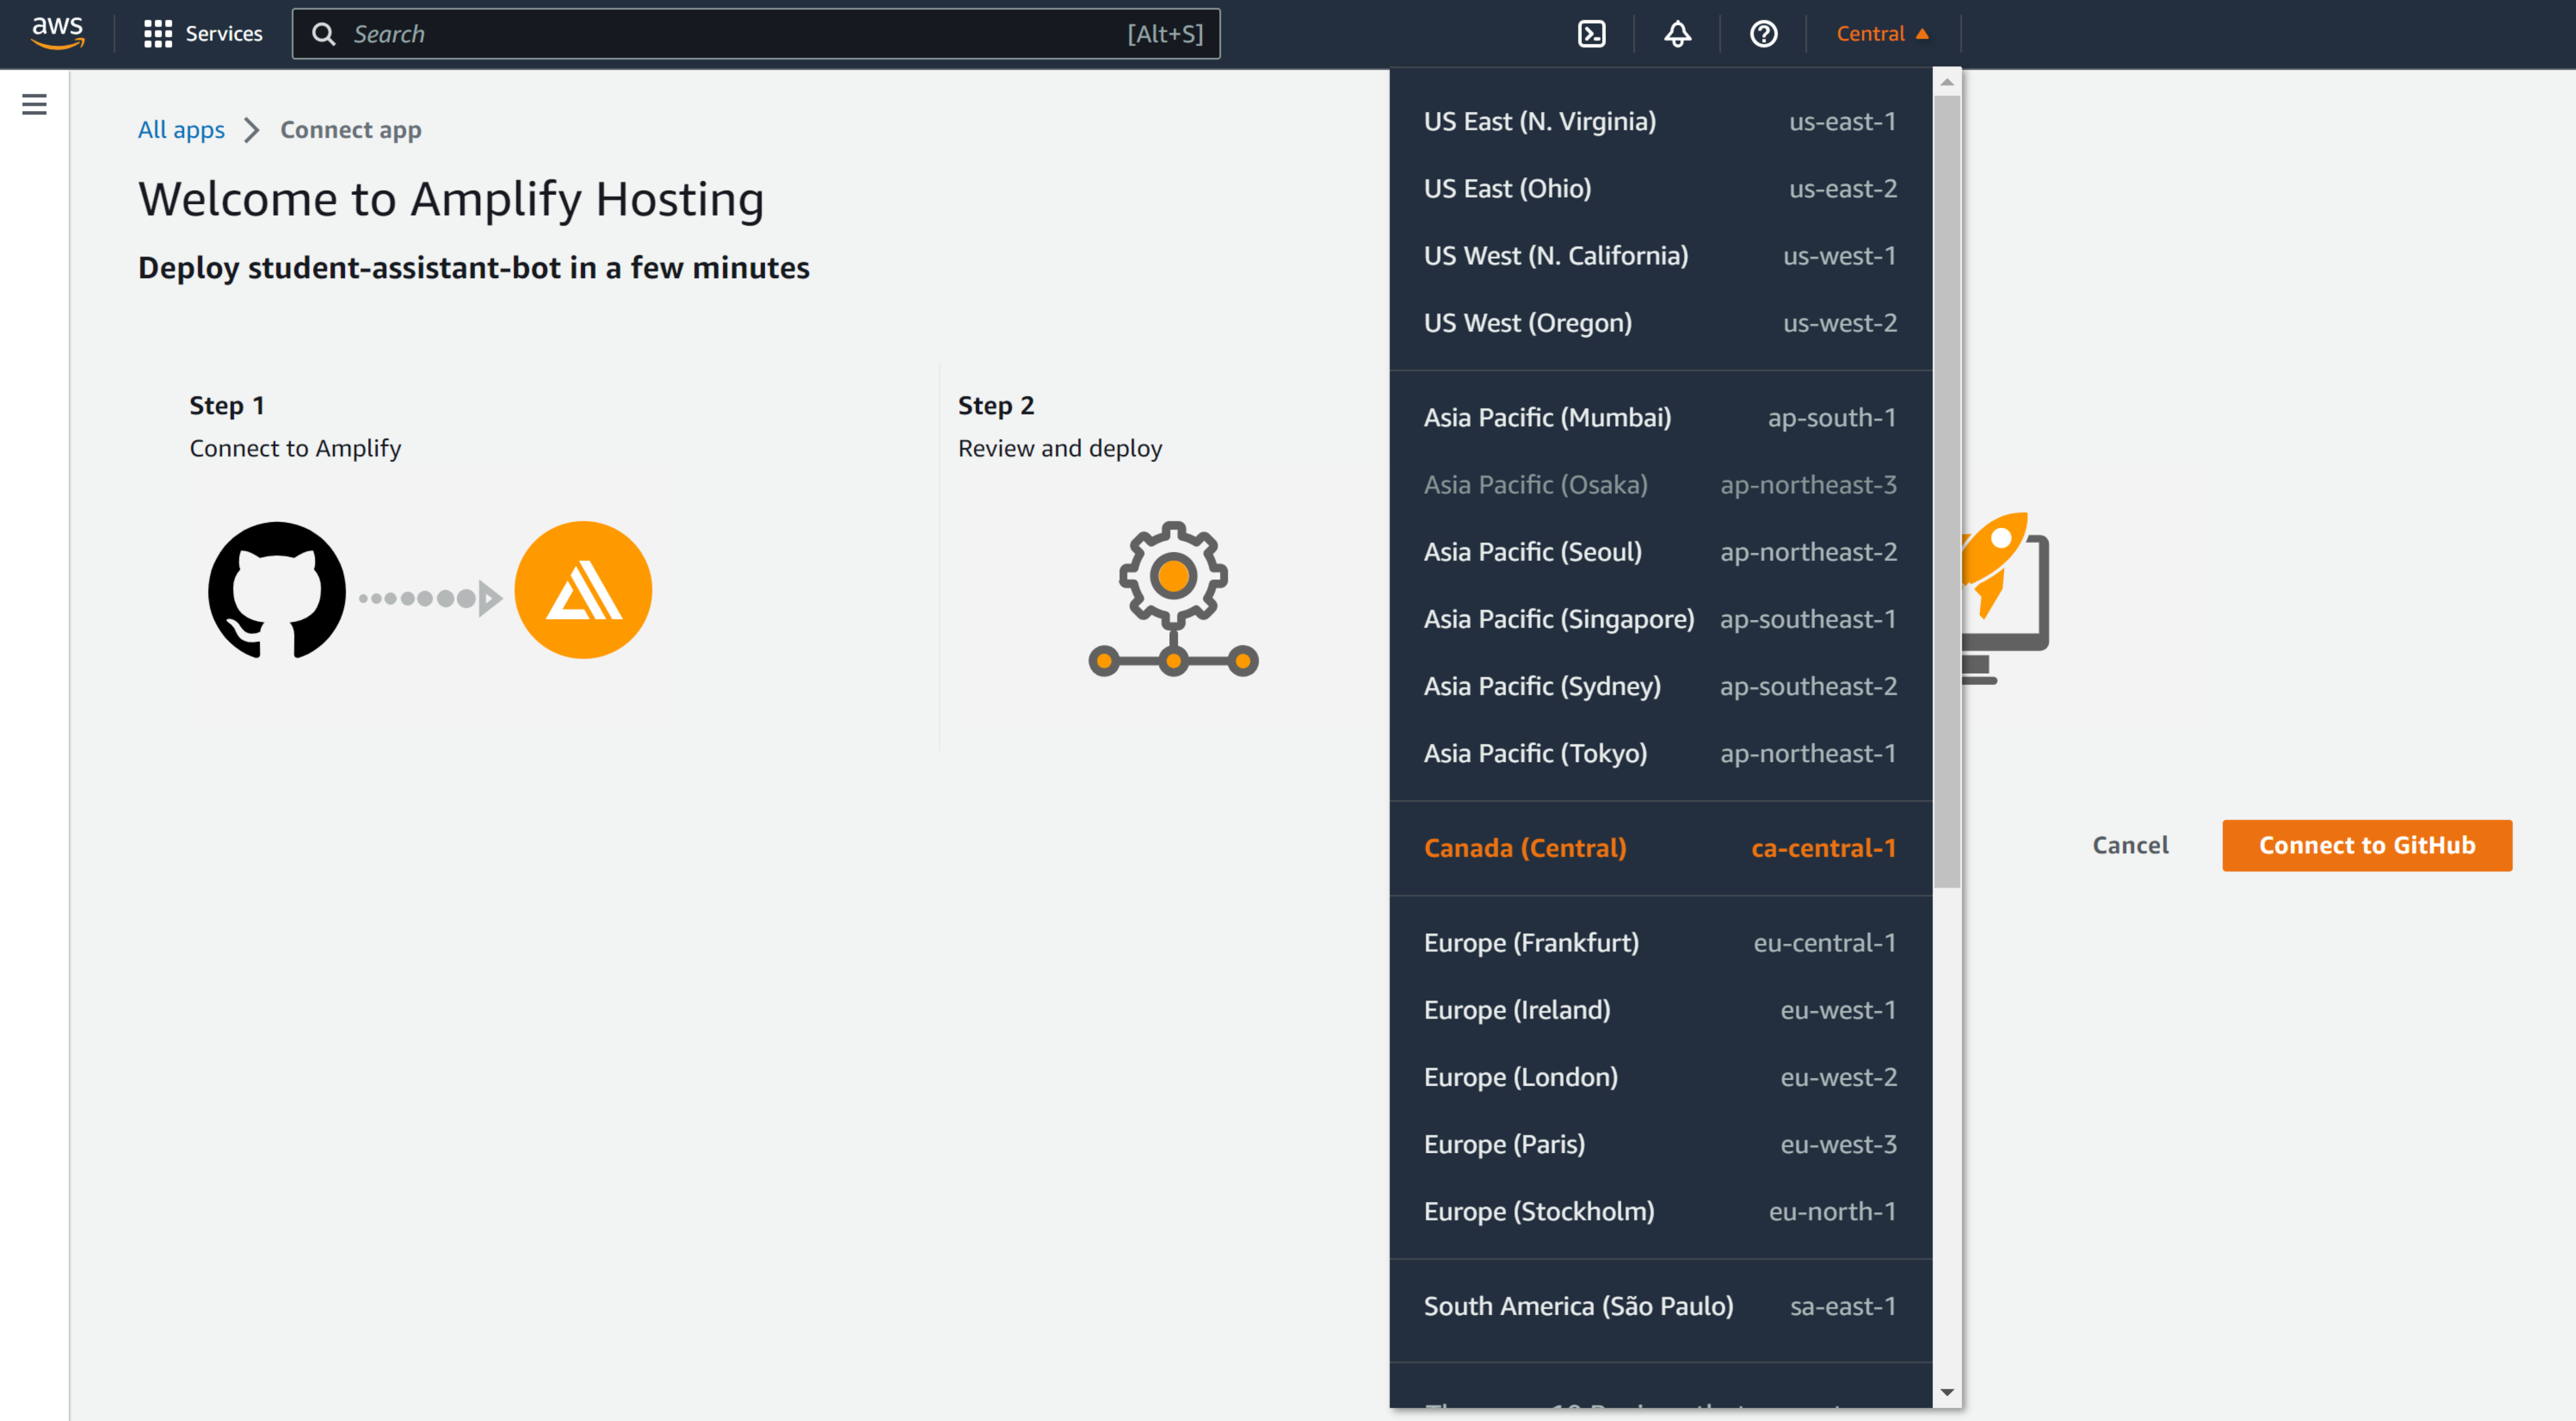 aws
Services
Search [Alt+S]
Central
All apps > Connect app
Welcome to Amplify Hosting
Deploy student-assistant-bot in a few minutes
Step 1
Connect to Amplify
Step 2
Review and deploy
US East (N. Virginia) us-east-1
US East (Ohio) us-east-2
US West (N. California) us-west-1
US West (Oregon) us-west-2
Asia Pacific (Mumbai) ap-south-1
Asia Pacific (Osaka) ap-northeast-3
Asia Pacific (Seoul) ap-northeast-2
Asia Pacific (Singapore) ap-southeast-1
Asia Pacific (Sydney) ap-southeast-2
Asia Pacific (Tokyo) ap-northeast-1
Canada (Central) ca-central-1
Europe (Frankfurt) eu-central-1
Europe (Ireland) eu-west-1
Europe (London) eu-west-2
Europe (Paris) eu-west-3
Europe (Stockholm) eu-north-1
South America (São Paulo) sa-east-1
Cancel
Connect to GitHub